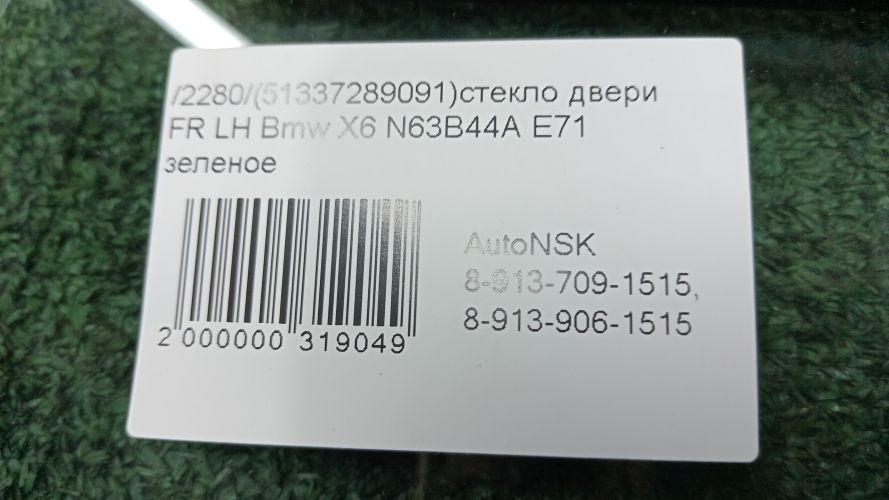 /2280/(51337289091)стекло двери
FR LH Bmw X6 N63B44A E71
зеленое
AutoNSK
8-913-709-1515,
8-913-906-1515
2 000000 319049